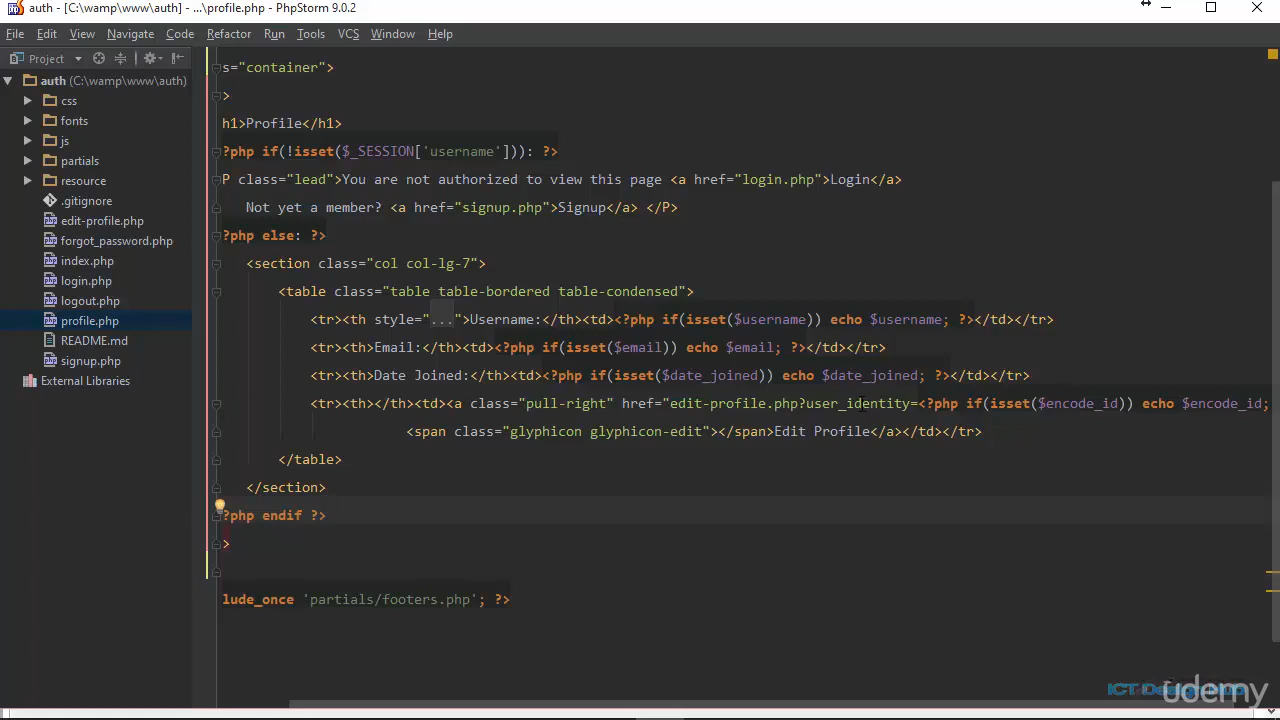 auth - [C:\wamp\www\auth] - ...\profile.php - PhpStorm 9.0.2
File Edit View Navigate Code Refactor Run Tools VCS Window Help
Project
auth (C:\wamp\www\auth)
css
fonts
js
partials
resource
.gitignore
edit-profile.php
forgot_password.php
index.php
login.php
logout.php
profile.php
README.md
signup.php
External Libraries
s="container">
>
h1>Profile</h1>
?php if(!isset($_SESSION['username'])): ?>
P class="lead">You are not authorized to view this page <a href="login.php">Login</a>
Not yet a member? <a href="signup.php">Signup</a> </P>
?php else: ?>
<section class="col col-lg-7">
<table class="table table-bordered table-condensed">
<tr><th style="...">Username:</th><td><?php if(isset($username)) echo $username; ?></td></tr>
<tr><th>Email:</th><td><?php if(isset($email)) echo $email; ?></td></tr>
<tr><th>Date Joined:</th><td><?php if(isset($date_joined)) echo $date_joined; ?></td></tr>
<tr><th></th><td><a class="pull-right" href="edit-profile.php?user_identity=<?php if(isset($encode_id)) echo $encode_id;
<span class="glyphicon glyphicon-edit"></span>Edit Profile</a></td></tr>
</table>
</section>
?php endif ?>
>
lude_once 'partials/footers.php'; ?>
ICT Design Hub
udemy